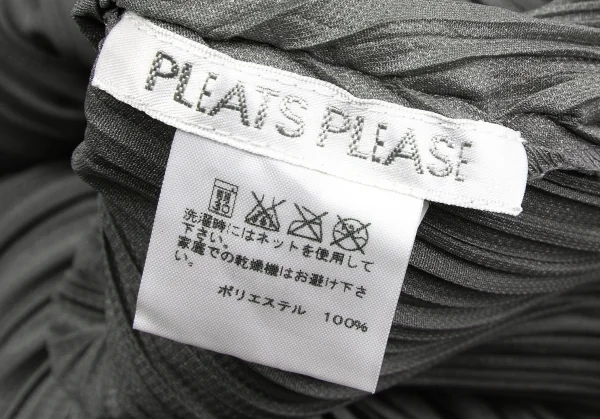 PLEATS PLEASE
洗濯時にはネットを使用して
下さい。
家庭での乾燥機はお避け下さ
い。
ポリエステル 100%